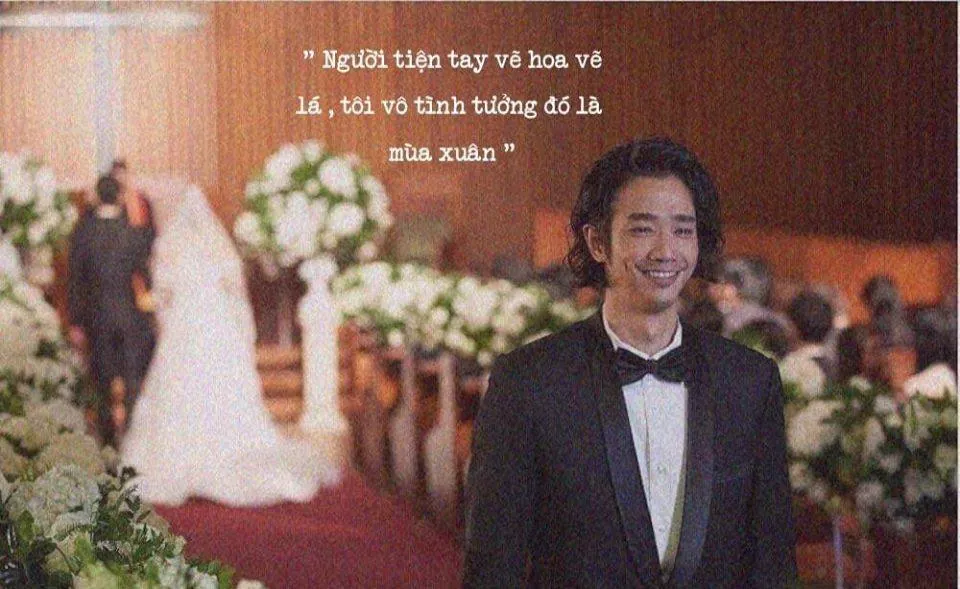 " Người tiện tay vẽ hoa vẽ
lá , tôi vô tình tưởng đó là
mùa xuân "